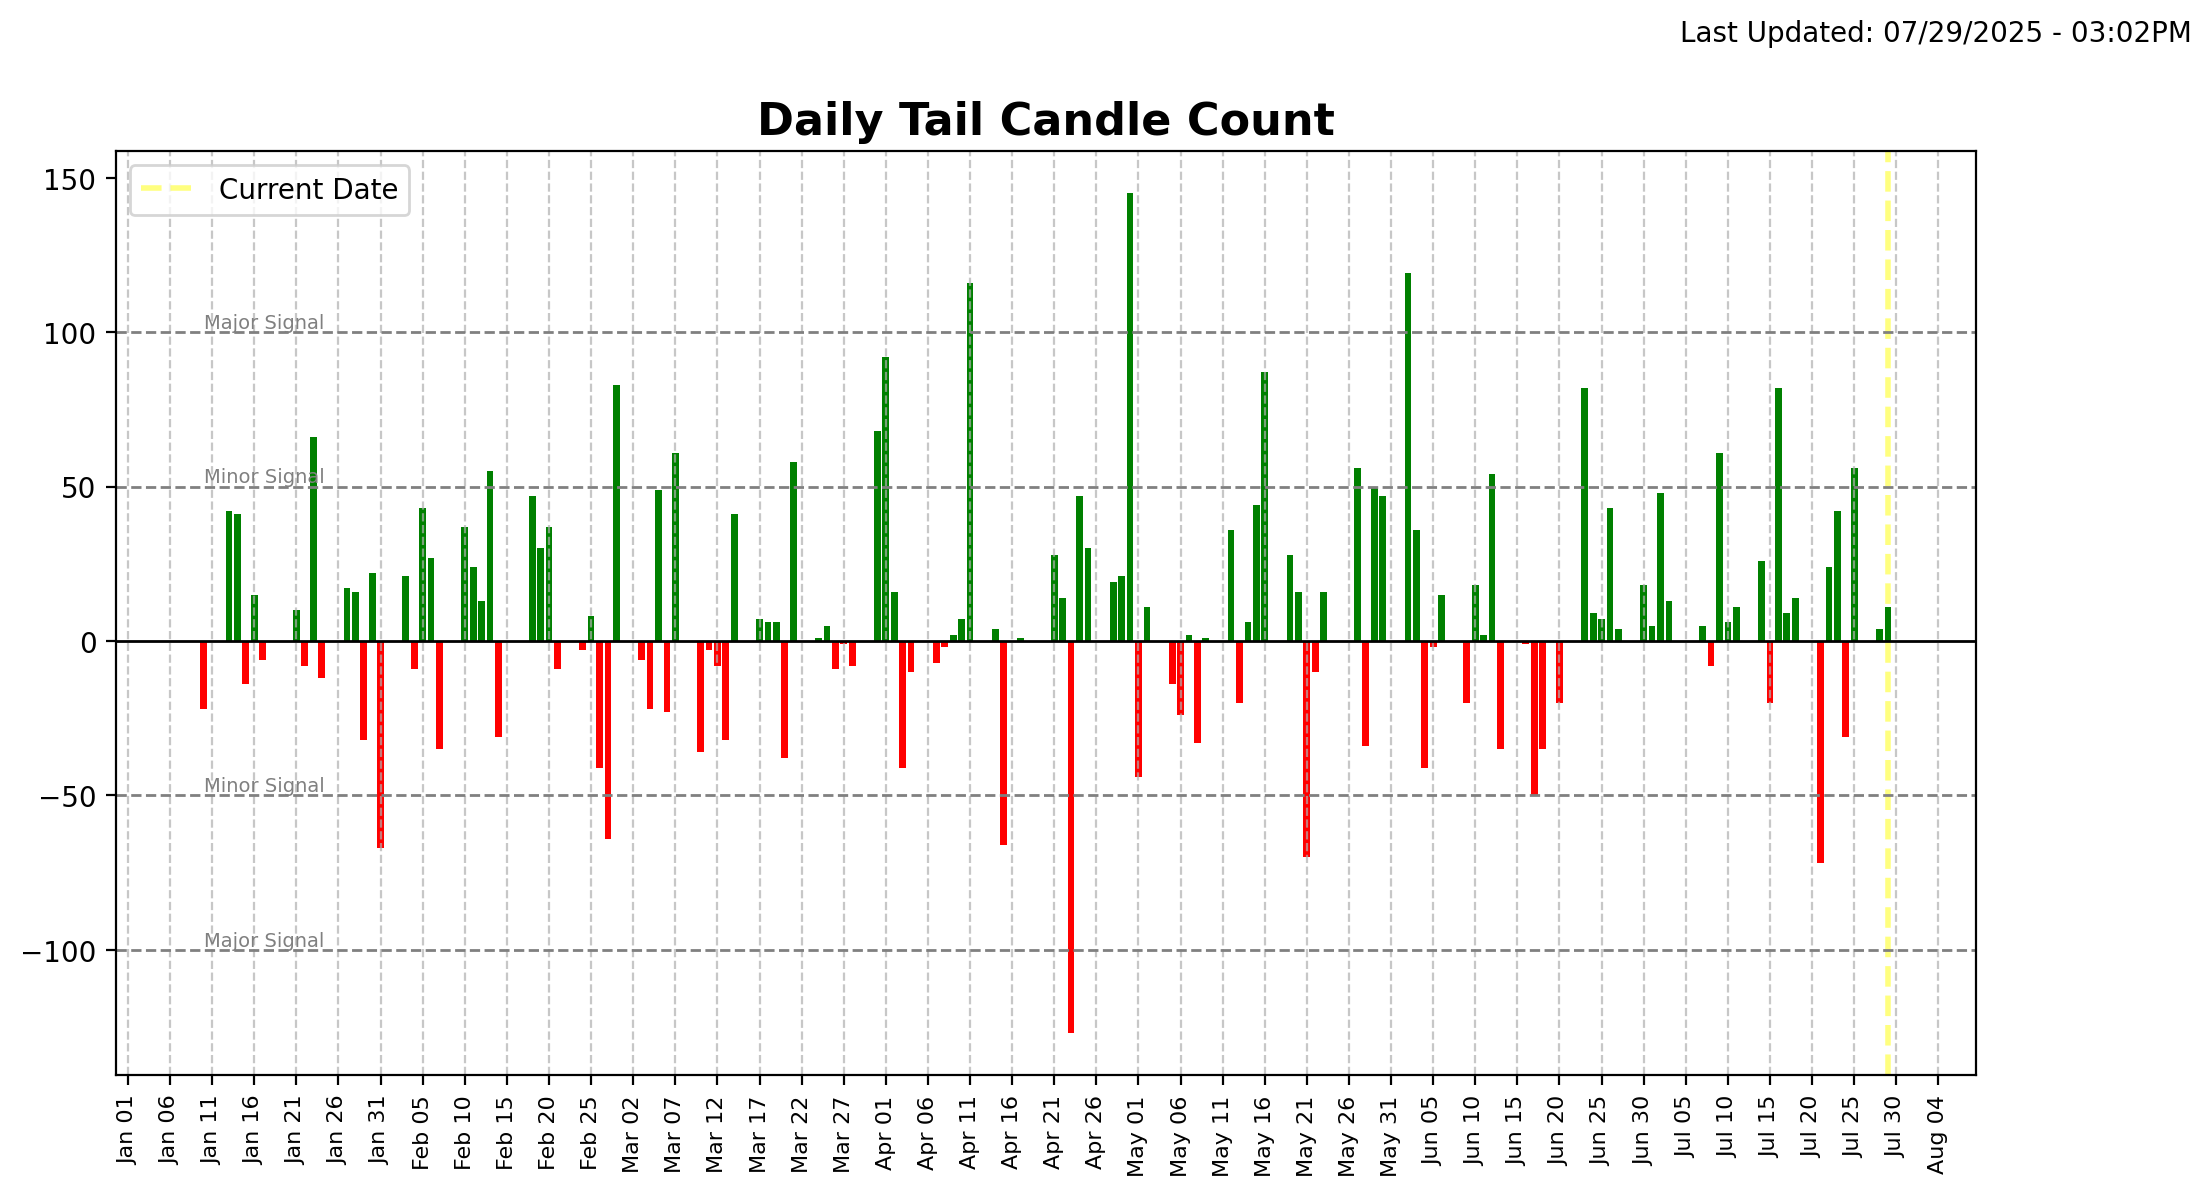 Last Updated: 07/29/2025 - 03:02PM
Daily Tail Candle Count
Current Date
150
100
50
0
−50
−100
Major Signal
Minor Signal
Minor Signal
Major Signal
Jan 01
Jan 06
Jan 11
Jan 16
Jan 21
Jan 26
Jan 31
Feb 05
Feb 10
Feb 15
Feb 20
Feb 25
Mar 02
Mar 07
Mar 12
Mar 17
Mar 22
Mar 27
Apr 01
Apr 06
Apr 11
Apr 16
Apr 21
Apr 26
May 01
May 06
May 11
May 16
May 21
May 26
May 31
Jun 05
Jun 10
Jun 15
Jun 20
Jun 25
Jun 30
Jul 05
Jul 10
Jul 15
Jul 20
Jul 25
Jul 30
Aug 04